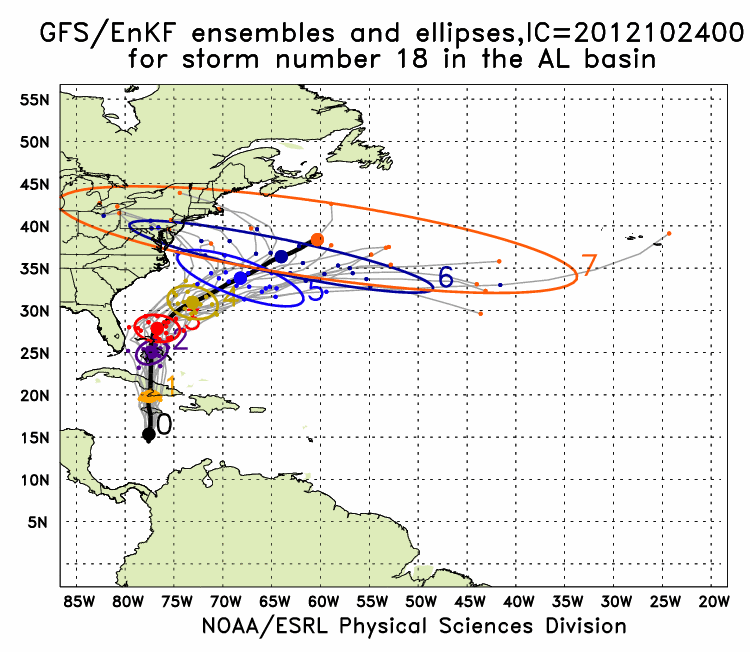 GFS/EnKF ensembles and ellipses,IC=2012102400
for storm number 18 in the AL basin
55N
50N
45N
40N
35N
30N
25N
20N
15N
10N
5N
7
6
5
3
2
1
0
85W 80W 75W 70W 65W 60W 55W 50W 45W 40W 35W 30W 25W 20W
NOAA/ESRL Physical Sciences Division